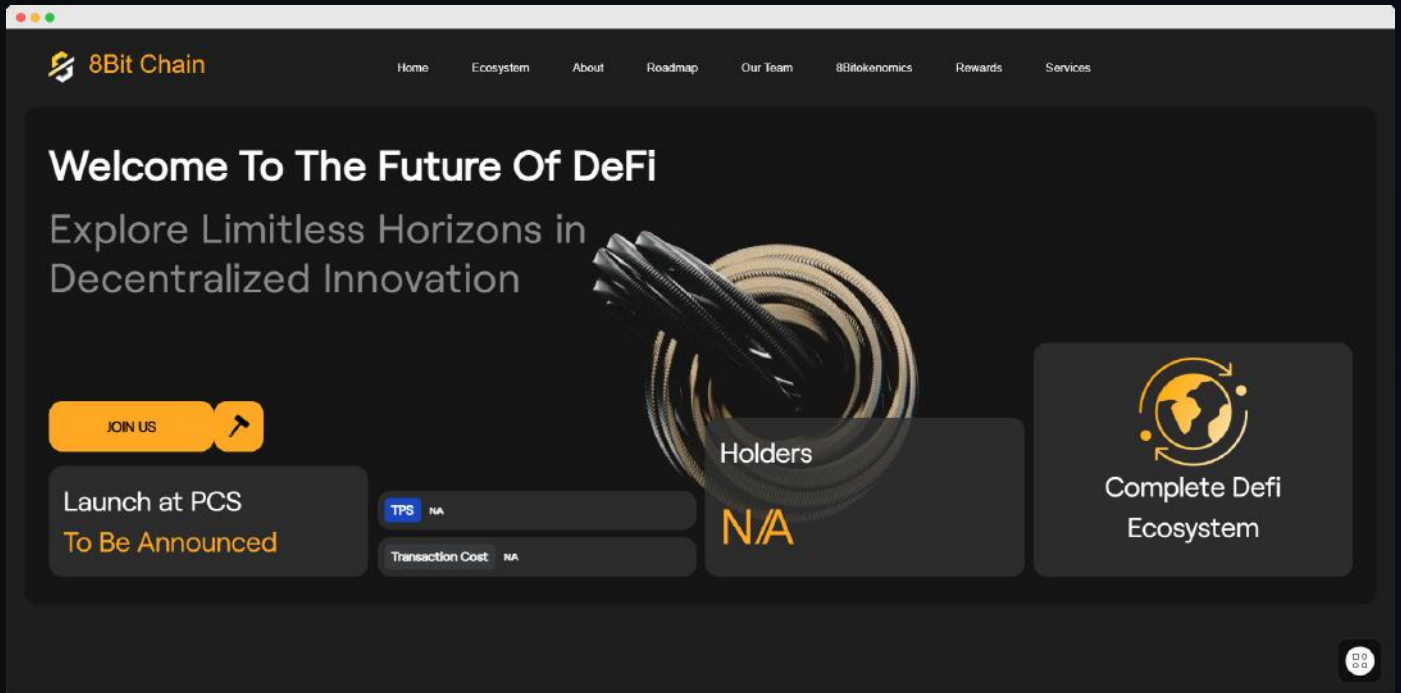 8Bit Chain
Home
Ecosystem
About
Roadmap
Our Team
8Bitokenomics
Rewards
Services
Welcome To The Future Of DeFi
Explore Limitless Horizons in
Decentralized Innovation
JOIN US
Launch at PCS
To Be Announced
TPS NA
Transaction Cost NA
Holders
N/A
Complete Defi
Ecosystem